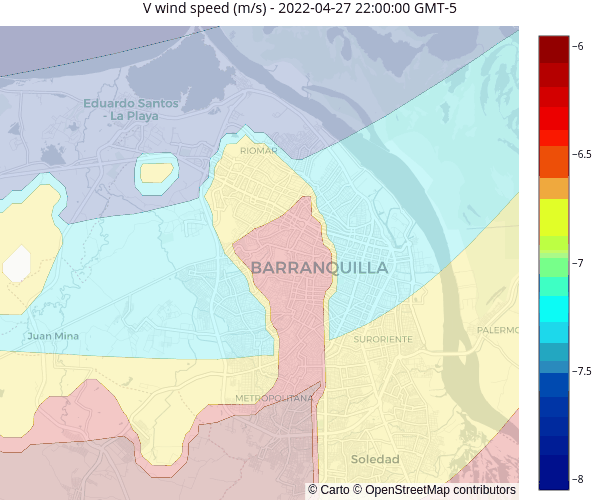 V wind speed (m/s) - 2022-04-27 22:00:00 GMT-5
−6
Eduardo Santos
- La Playa
RIOMAR
−6.5
BARRANQUILLA
−7
Juan Mina
SURORIENTE
PALERMO
−7.5
METROPOLITANA
Soledad
−8
© Carto © OpenStreetMap contributors